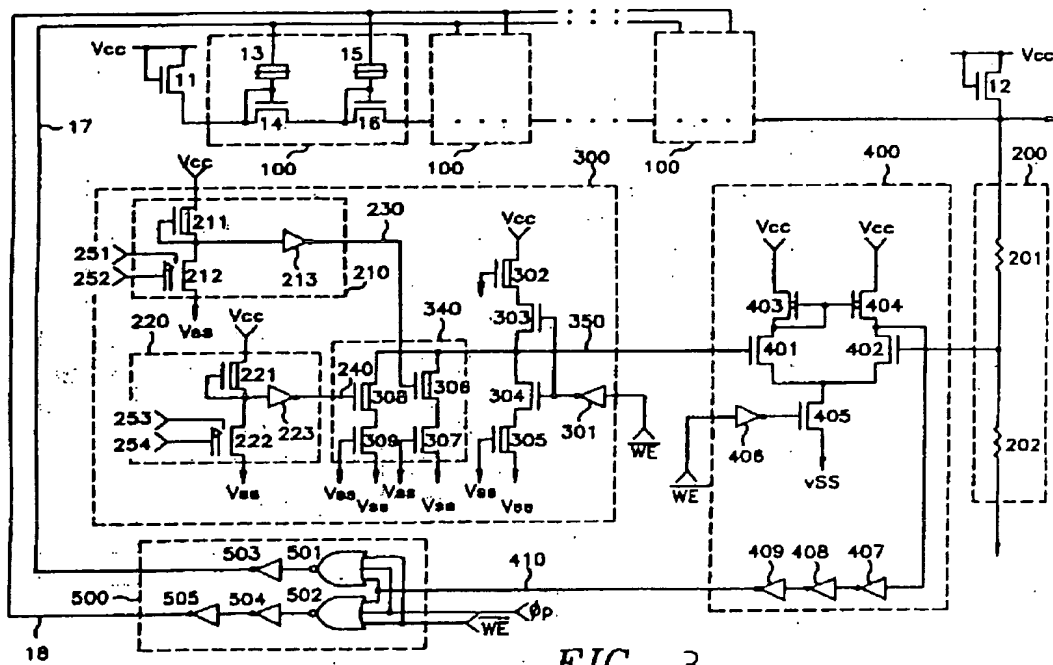 Vcc
11
13
15
14
16
100
100
100
Vcc
12
17
300
400
200
Vcc
211
251
252
212
213
210
Vss
230
Vcc
302
303
340
350
Vcc
Vcc
403
404
401
402
201
220
Vcc
221
253
254
222
223
Vss
240
308
306
309
307
Vss
Vss
Vss
Vss
304
305
Vss
Vss
301
WE
406
405
WE
vSS
202
500
503
501
505
504
502
410
409
408
407
φp
WE
18
FIG. 3